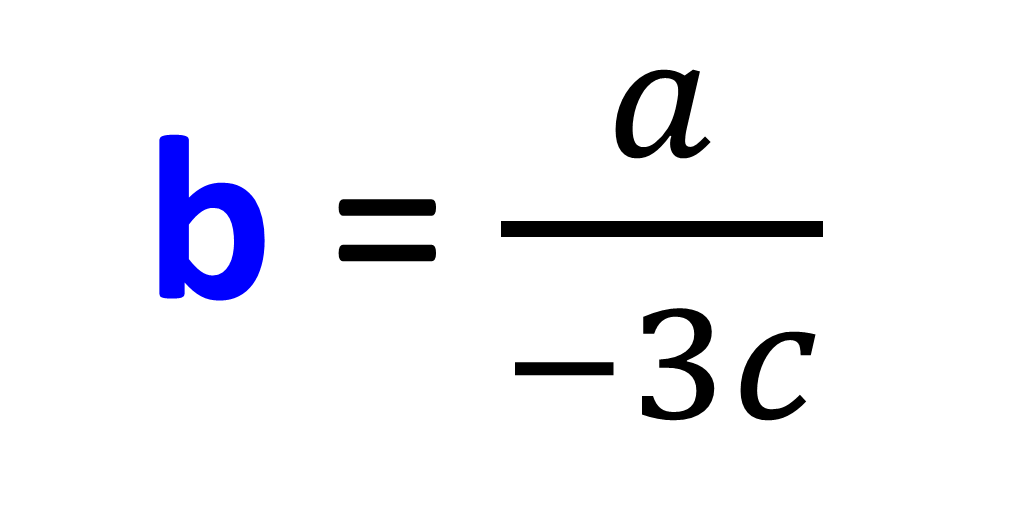 b = a / −3c